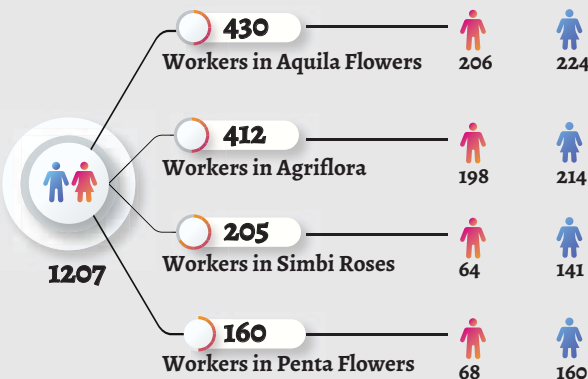 430
Workers in Aquila Flowers
206 224
412
Workers in Agriflora
198 214
1207
205
Workers in Simbi Roses
64 141
160
Workers in Penta Flowers
68 160